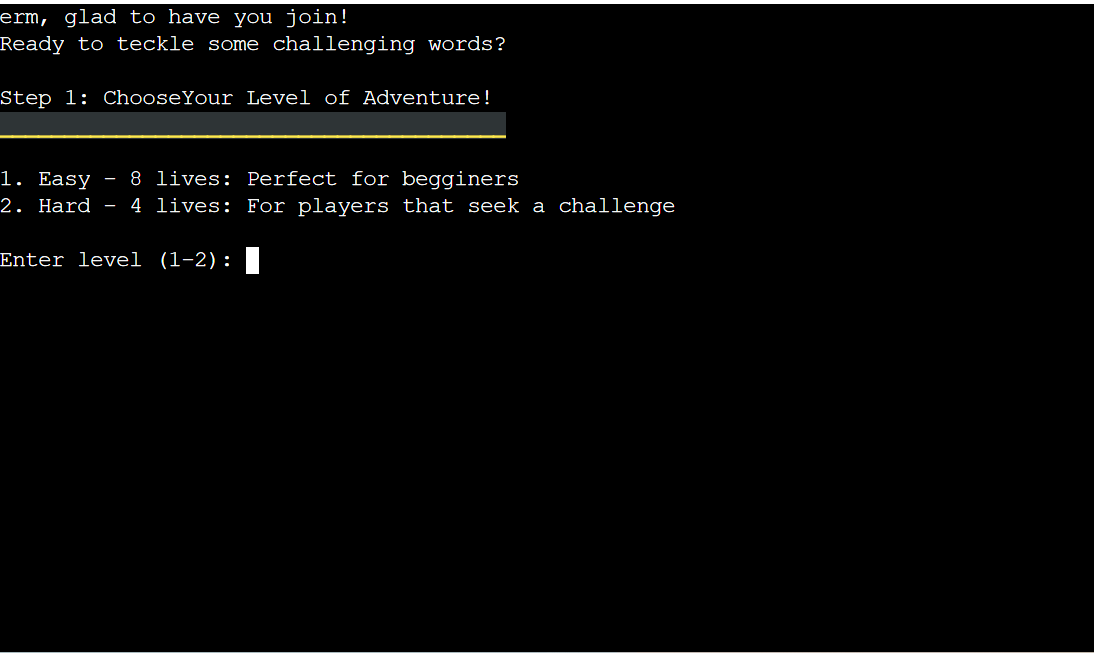 erm, glad to have you join!
Ready to teckle some challenging words?
Step 1: ChooseYour Level of Adventure!
1. Easy - 8 lives: Perfect for begginers
2. Hard - 4 lives: For players that seek a challenge
Enter level (1-2):